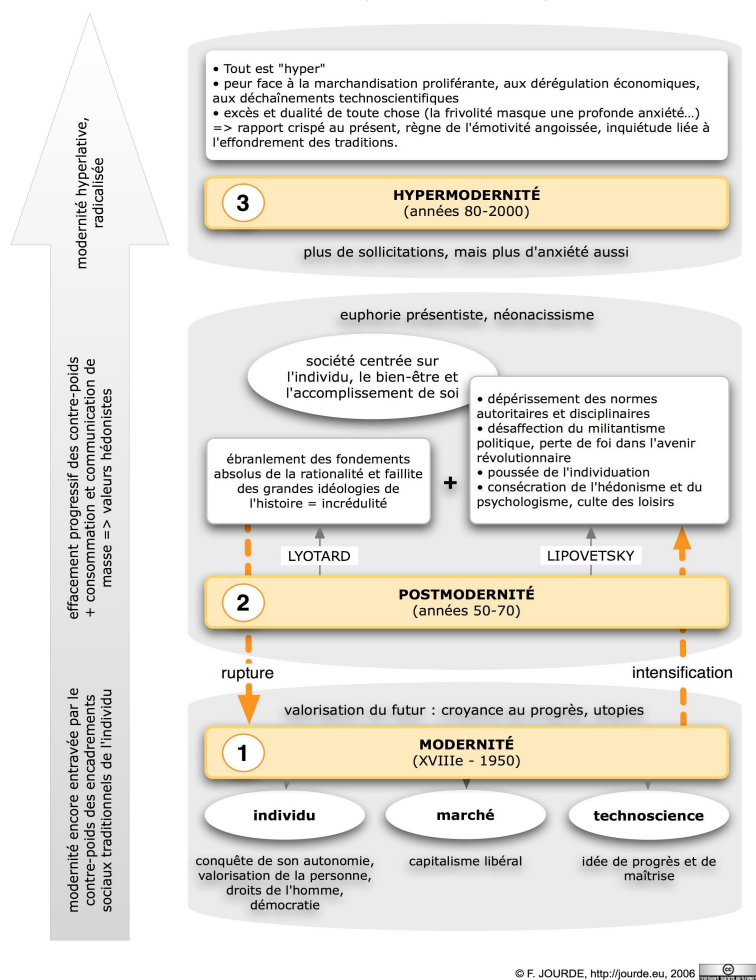 • Tout est "hyper"
• peur face à la marchandisation proliférante, aux dérégulation économiques,
aux déchaînements technoscientifiques
• excès et dualité de toute chose (la frivolité masque une profonde anxiété...)
=> rapport crispé au présent, règne de l'émotivité angoissée, inquiétude liée à
l'effondrement des traditions.
3
HYPERMODERNITÉ
(années 80-2000)
plus de sollicitations, mais plus d'anxiété aussi
modernité hyperlative,
radicalisée
euphorie présentiste, néonacissisme
société centrée sur
l'individu, le bien-être et
l'accomplissement de soi
• dépérissement des normes
autoritaires et disciplinaires
• désaffection du militantisme
politique, perte de foi dans l'avenir
révolutionnaire
• poussée de l'individuation
• consécration de l'hédonisme et du
psychologisme, culte des loisirs
ébranlement des fondements
absolus de la rationalité et faillite
des grandes idéologies de
l'histoire = incrédulité
+
LYOTARD
LIPOVETSKY
2
POSTMODERNITÉ
(années 50-70)
effacement progressif des contre-poids
+ consommation et communication de
masse => valeurs hédonistes
rupture
intensification
valorisation du futur : croyance au progrès, utopies
1
MODERNITÉ
(XVIIIe - 1950)
individu
marché
technoscience
conquête de son autonomie,
valorisation de la personne,
droits de l'homme,
démocratie
capitalisme libéral
idée de progrès et de
maîtrise
modernité encore entravée par le
contre-poids des encadrements
sociaux traditionnels de l'individu
© F. JOURDE, http://jourde.eu, 2006
cc